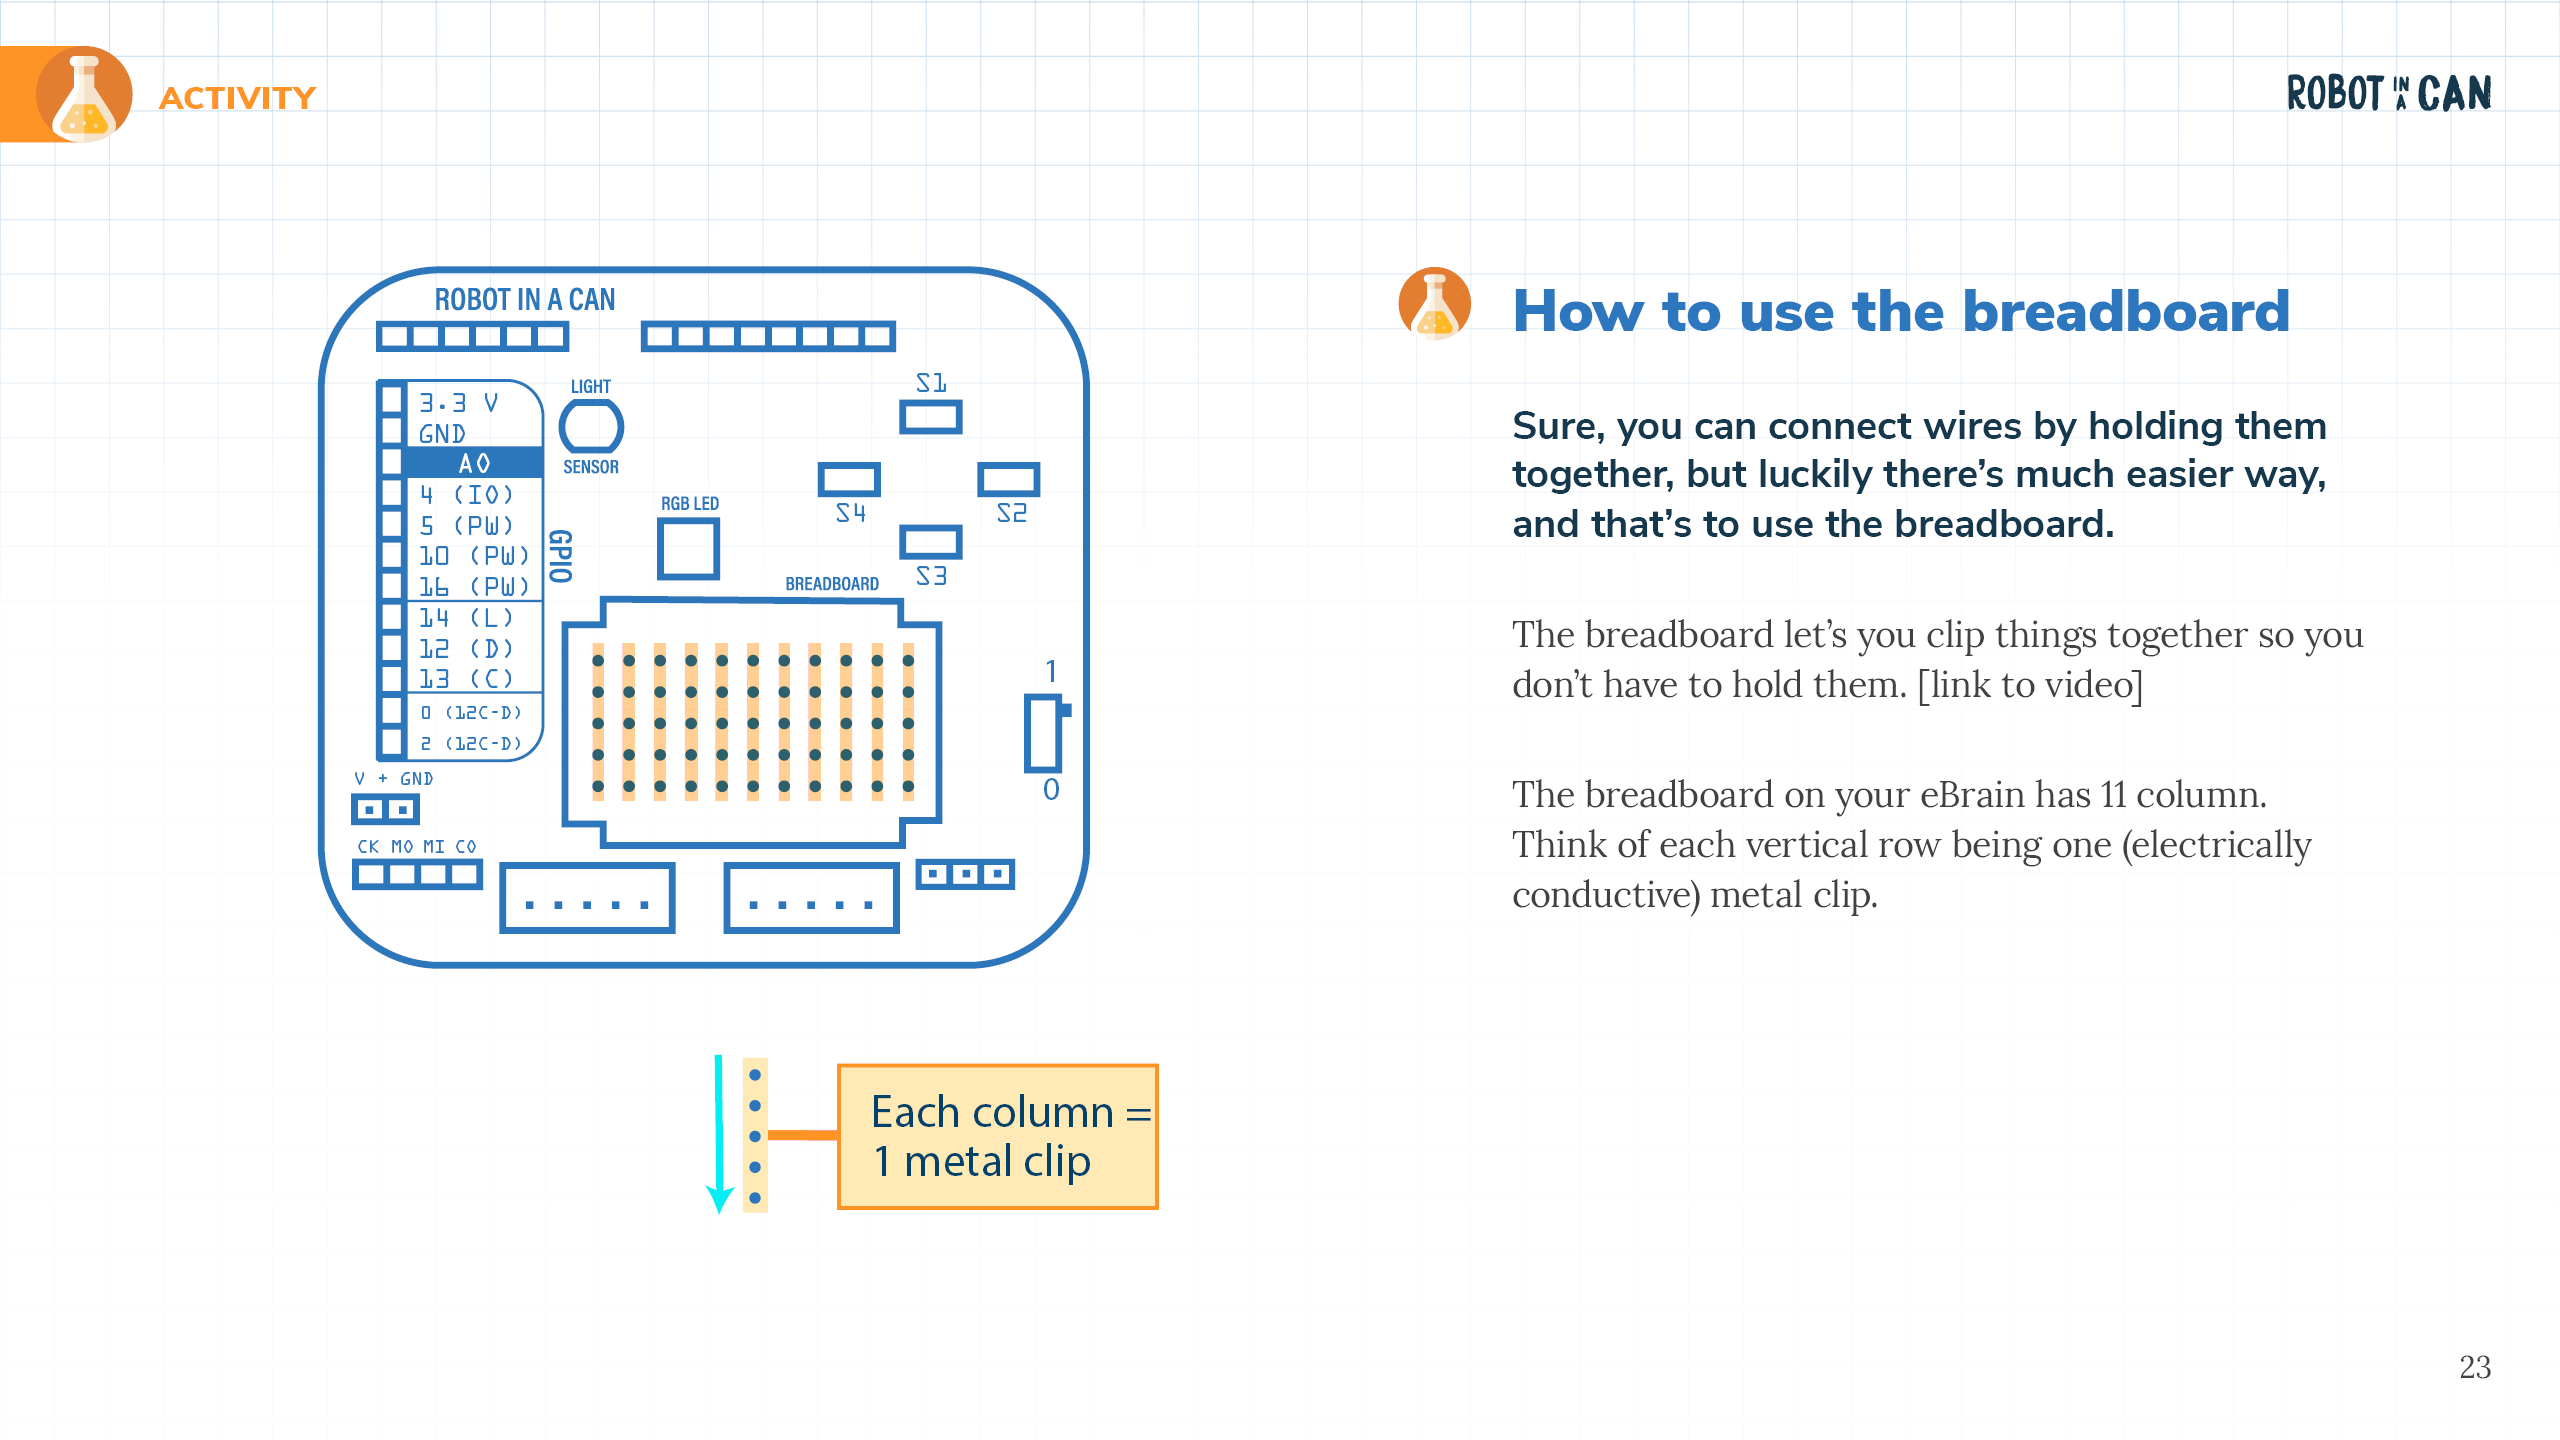 ACTIVITY
ROBOT IN A CAN
ROBOT IN A CAN
LIGHT
SENSOR
3.3 V
GND
A0
4 (IO)
5 (PW)
10 (PW)
16 (PW)
14 (L)
12 (D)
13 (C)
0 (12C-D)
2 (12C-D)
GPIO
S1
S4
S2
S3
RGB LED
BREADBOARD
1
0
V + GND
CK MO MI CO
Each column =
1 metal clip
How to use the breadboard
Sure, you can connect wires by holding them
together, but luckily there’s much easier way,
and that’s to use the breadboard.
The breadboard let’s you clip things together so you
don’t have to hold them. [link to video]
The breadboard on your eBrain has 11 column.
Think of each vertical row being one (electrically
conductive) metal clip.
23